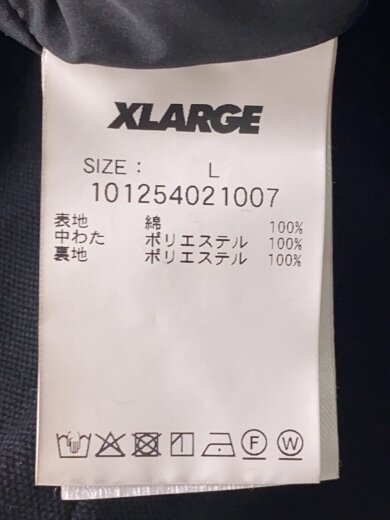 XLARGE
SIZE : L
101254021007
表地 綿 100%
中わた ポリエステル 100%
裏地 ポリエステル 100%
F W